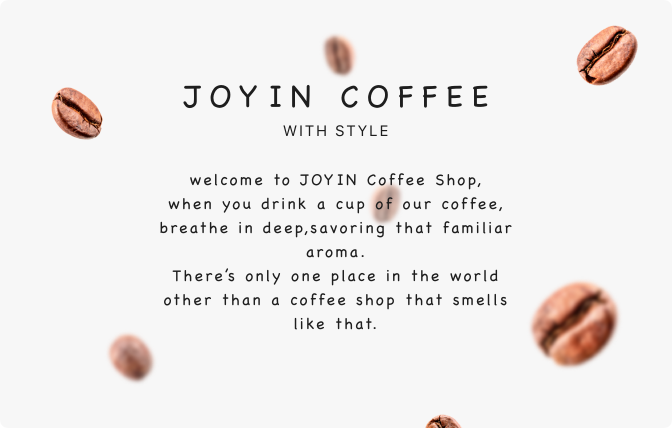 JOYIN COFFEE
WITH STYLE
welcome to JOYIN Coffee Shop,
when you drink a cup of our coffee,
breathe in deep,savoring that familiar
aroma.
There's only one place in the world
other than a coffee shop that smells
like that.